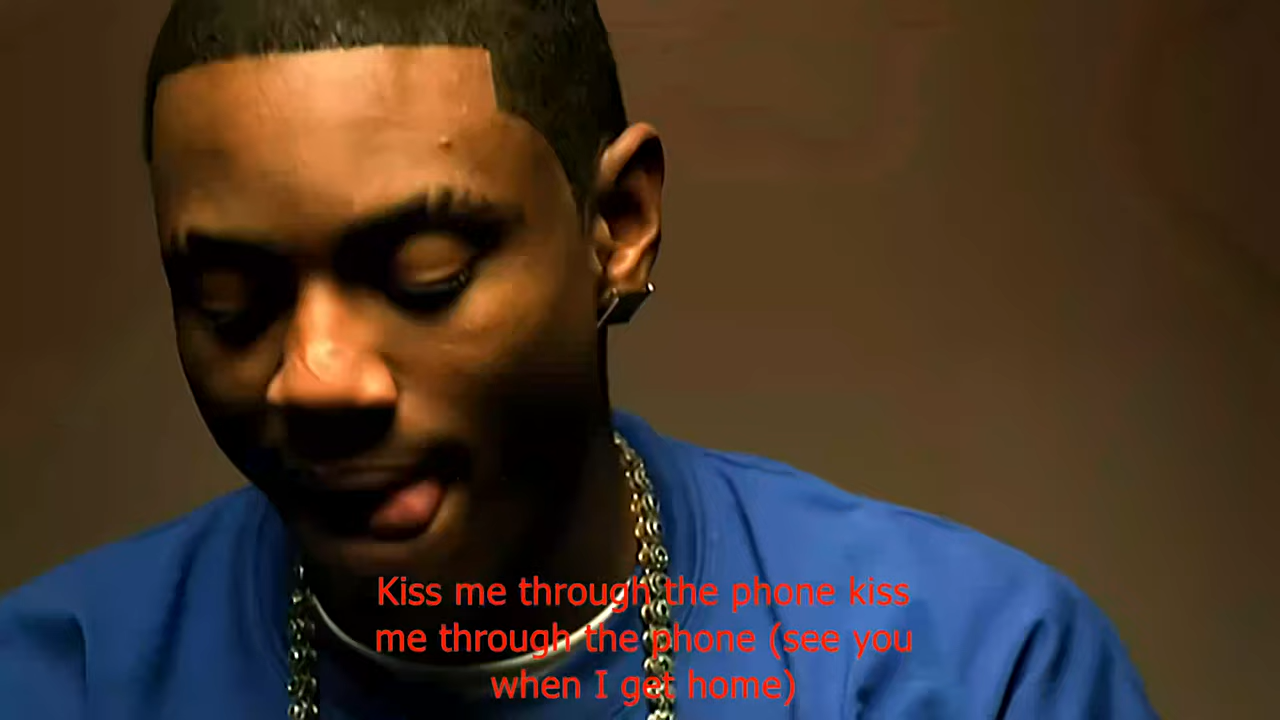 Kiss me through the phone kiss
me through the phone (see you
when I get home)